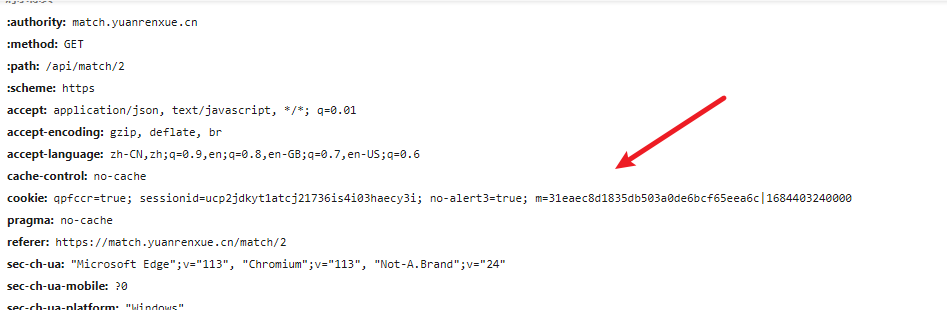 :authority: match.yuanrenxue.cn
:method: GET
:path: /api/match/2
:scheme: https
accept: application/json, text/javascript, */*; q=0.01
accept-encoding: gzip, deflate, br
accept-language: zh-CN,zh;q=0.9,en;q=0.8,en-GB;q=0.7,en-US;q=0.6
cache-control: no-cache
cookie: qpfccr=true; sessionid=ucp2jdkyt1atcj21736is4i03haecy3i; no-alert3=true; m=31eaec8d1835db503a0de6bcf65eea6c|1684403240000
pragma: no-cache
referer: https://match.yuanrenxue.cn/match/2
sec-ch-ua: "Microsoft Edge";v="113", "Chromium";v="113", "Not-A.Brand";v="24"
sec-ch-ua-mobile: ?0
sec-ch-ua-platform: "Windows"